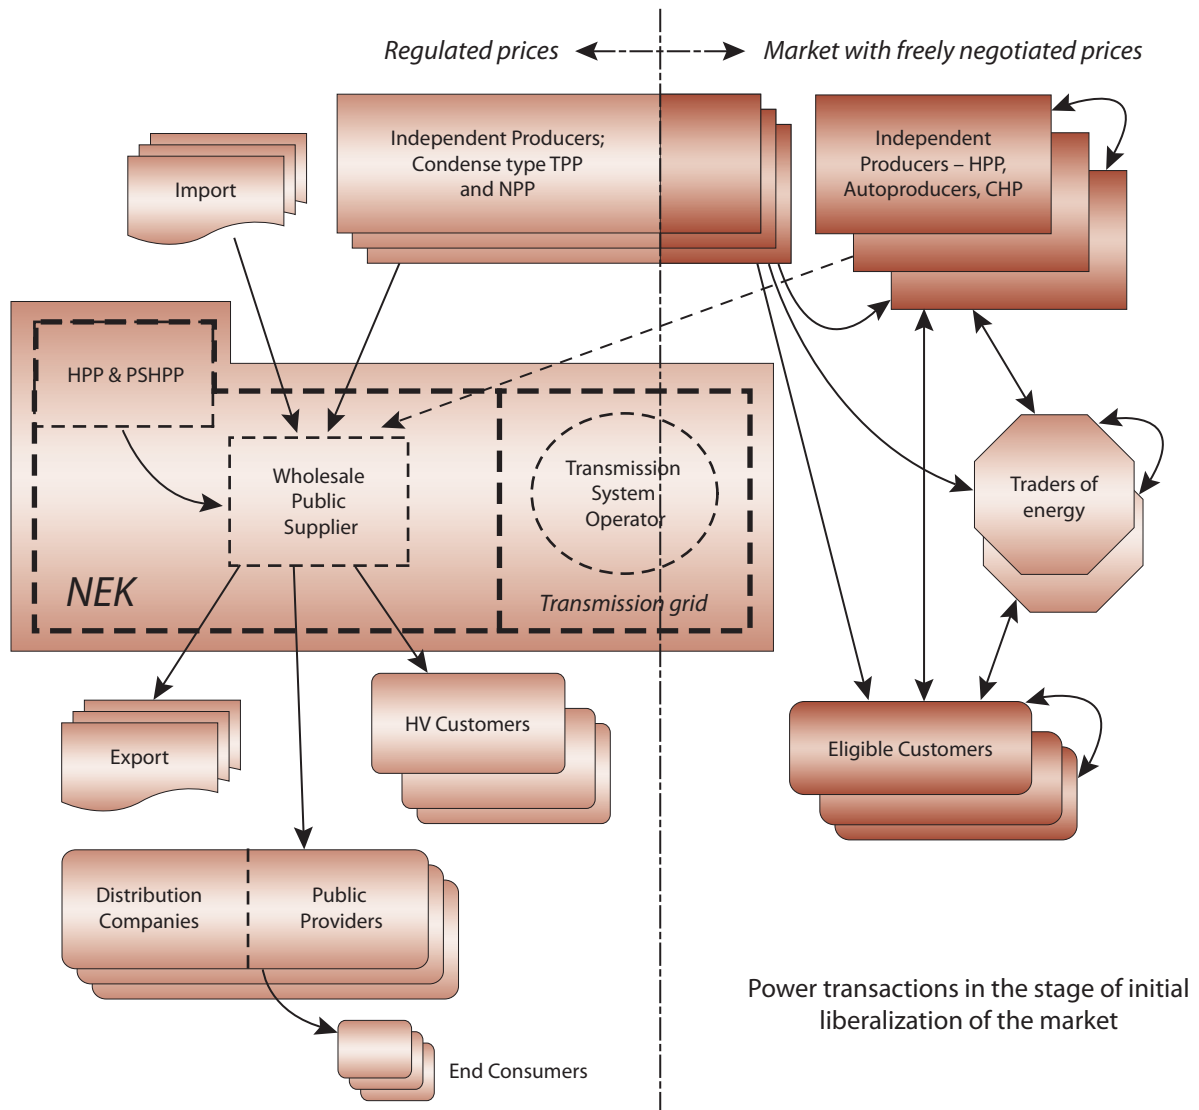 Regulated prices
Market with freely negotiated prices
Import
Independent Producers;
Condense type TPP
and NPP
Independent
Producers – HPP,
Autoproducers, CHP
HPP & PSHPP
Wholesale
Public
Supplier
Transmission
System
Operator
Traders of
energy
NEK
Transmission grid
HV Customers
Export
Eligible Customers
Distribution
Companies
Public
Providers
Power transactions in the stage of initial
liberalization of the market
End Consumers